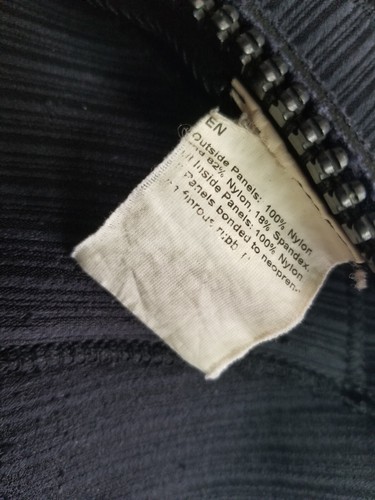 EN
Outside Panels: 100% Nylon
82% Nylon, 18% Spandex.
Inside Panels: 100% Nylon
Panels bonded to neopren